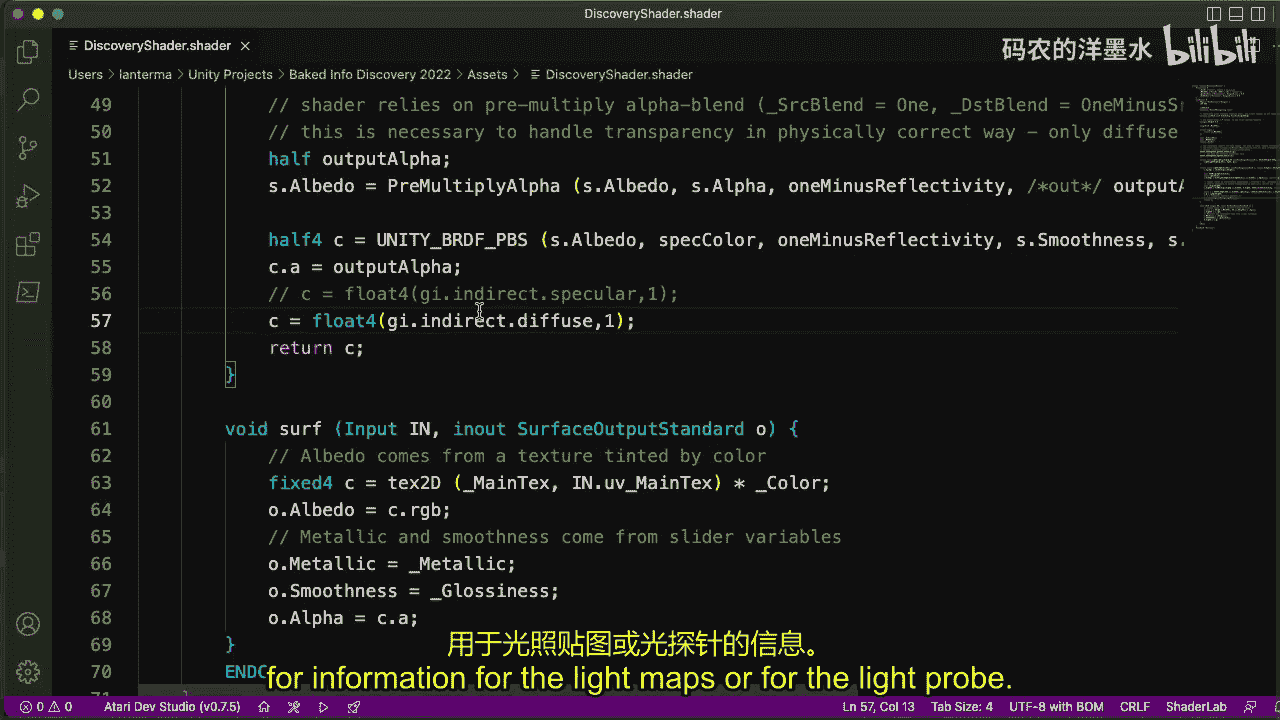 DiscoveryShader.shader
DiscoveryShader.shader
码农的洋墨水 bilibili
Users > lanterma > Unity Projects > Baked Info Discovery 2022 > Assets > DiscoveryShader.shader
49 // shader relies on pre-multiply alpha-blend (_SrcBlend = One, _DstBlend = OneMinusS
50 // this is necessary to handle transparency in physically correct way - only diffuse
51 half outputAlpha;
52 s.Albedo = PreMultiplyAlpha (s.Albedo, s.Alpha, oneMinusReflectivity, /*out*/ outputA
53
54 half4 c = UNITY_BRDF_PBS (s.Albedo, specColor, oneMinusReflectivity, s.Smoothness, s.
55 c.a = outputAlpha;
56 // c = float4(gi.indirect.specular,1);
57 c = float4(gi.indirect.diffuse,1);
58 return c;
59 }
60
61 void surf (Input IN, inout SurfaceOutputStandard o) {
62 // Albedo comes from a texture tinted by color
63 fixed4 c = tex2D (_MainTex, IN.uv_MainTex) * _Color;
64 o.Albedo = c.rgb;
65 // Metallic and smoothness come from slider variables
66 o.Metallic = _Metallic;
67 o.Smoothness = _Glossiness;
68 o.Alpha = c.a;
69 }
70 ENDC
71
用于光照贴图或光探针的信息。
for information for the light maps or for the light probe.
0 0 Atari Dev Studio (v0.7.5) Ln 57, Col 13 Tab Size: 4 UTF-8 with BOM CRLF ShaderLab